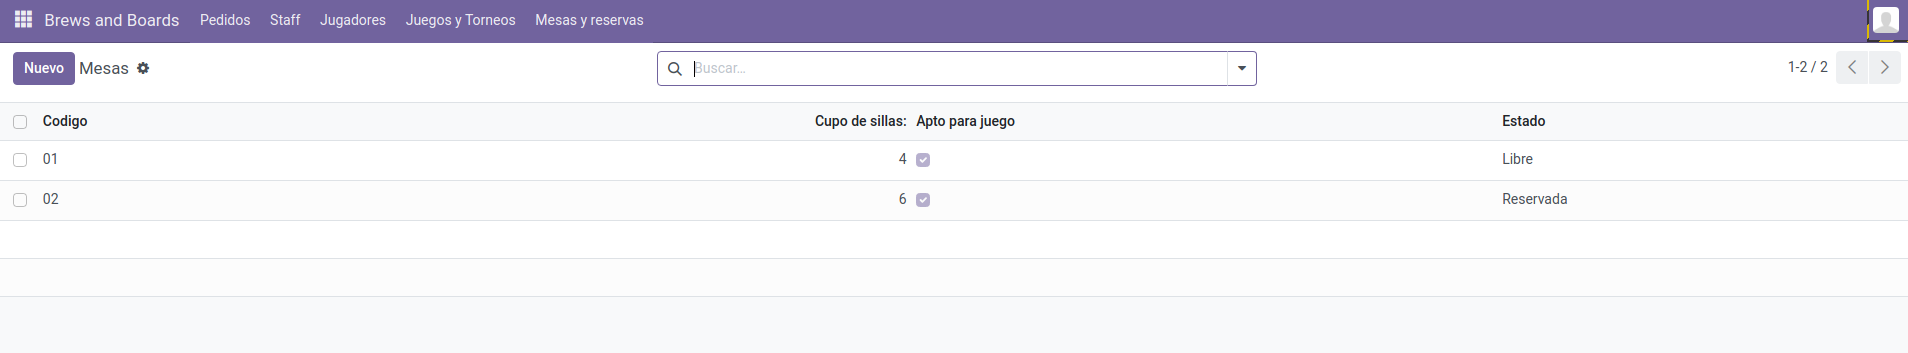 Brews and Boards Pedidos Staff Jugadores Juegos y Torneos Mesas y reservas
Nuevo Mesas Buscar... 1-2 / 2
Codigo Cupo de sillas: Apto para juego Estado
01 4 Libre
02 6 Reservada